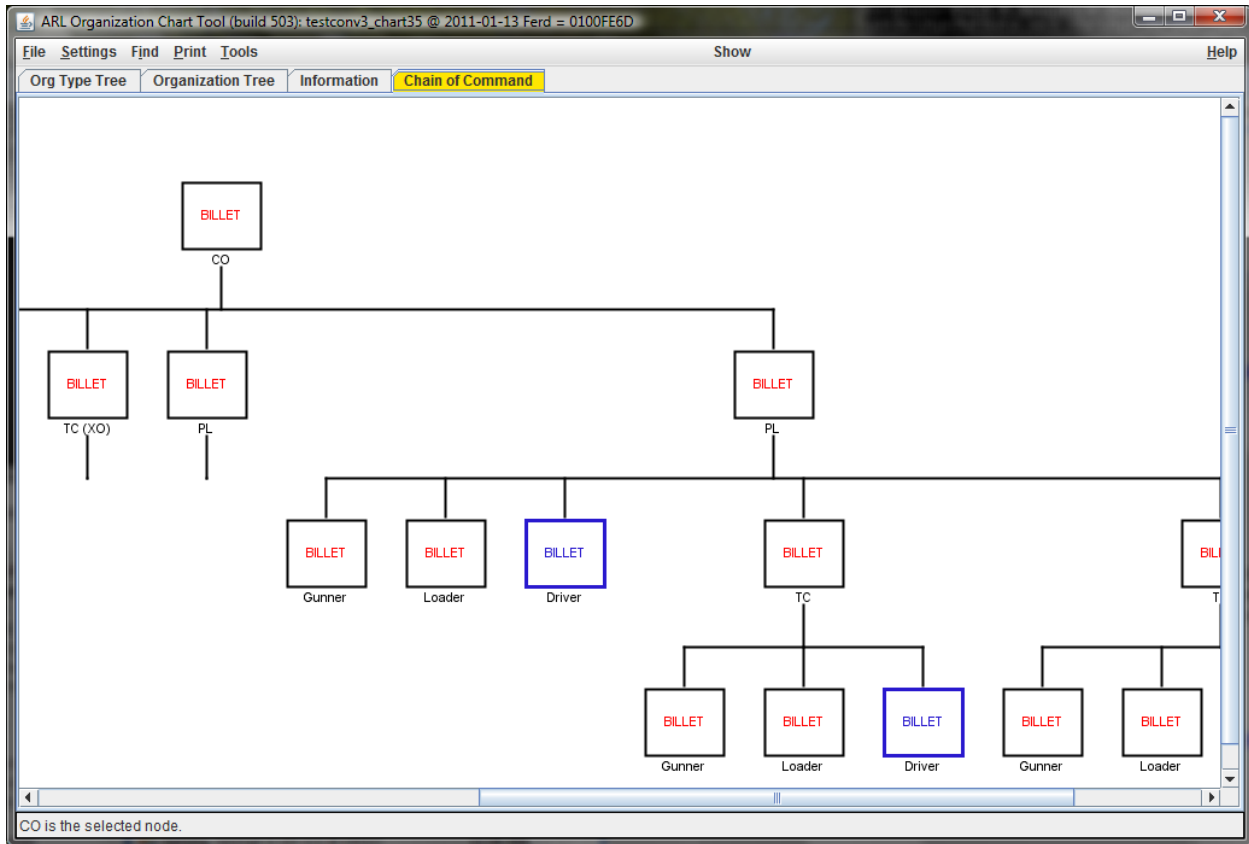 ARL Organization Chart Tool (build 503): testconv3_chart35 @ 2011-01-13 Ferd = 0100FE6D
File Settings Find Print Tools Show Help
Org Type Tree Organization Tree Information Chain of Command
BILLET
CO
BILLET BILLET BILLET
TC (XO) PL PL
BILLET BILLET BILLET BILLET BIL
Gunner Loader Driver TC T
BILLET BILLET BILLET BILLET BILLET
Gunner Loader Driver Gunner Loader
CO is the selected node.